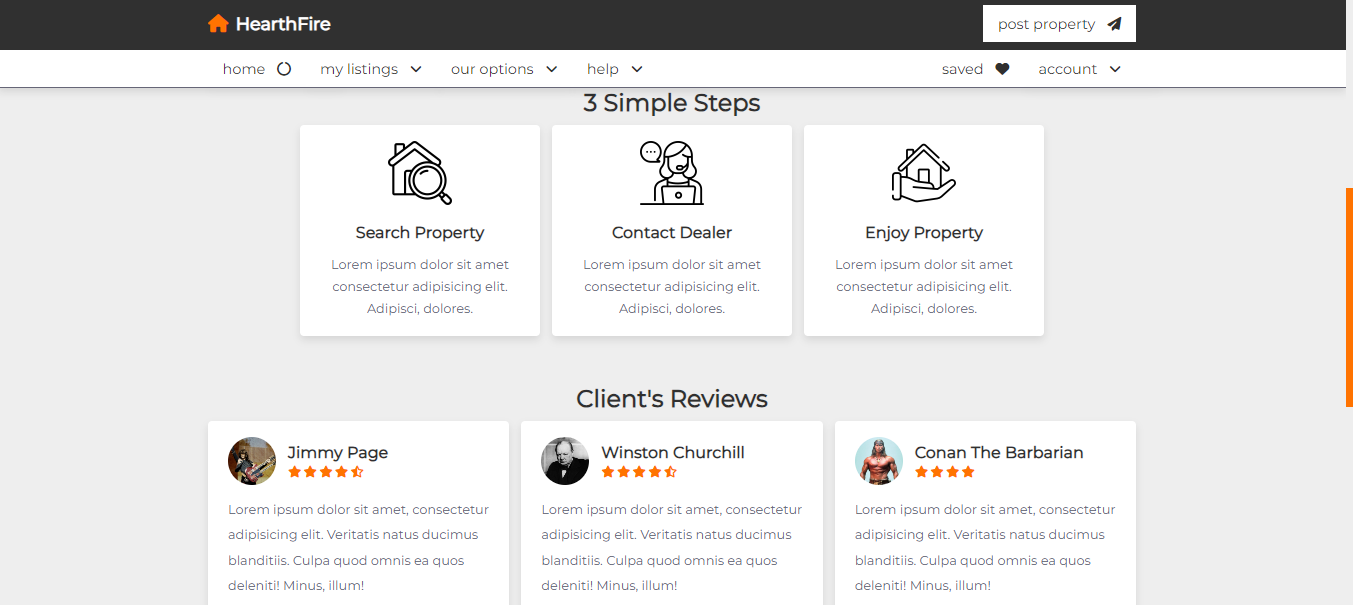 HearthFire
post property
home
my listings
our options
help
saved
account
3 Simple Steps
Search Property
Lorem ipsum dolor sit amet
consectetur adipisicing elit.
Adipisci, dolores.
Contact Dealer
Lorem ipsum dolor sit amet
consectetur adipisicing elit.
Adipisci, dolores.
Enjoy Property
Lorem ipsum dolor sit amet
consectetur adipisicing elit.
Adipisci, dolores.
Client's Reviews
Jimmy Page
Lorem ipsum dolor sit amet, consectetur
adipisicing elit. Veritatis natus ducimus
blanditiis. Culpa quod omnis ea quos
deleniti! Minus, illum!
Winston Churchill
Lorem ipsum dolor sit amet, consectetur
adipisicing elit. Veritatis natus ducimus
blanditiis. Culpa quod omnis ea quos
deleniti! Minus, illum!
Conan The Barbarian
Lorem ipsum dolor sit amet, consectetur
adipisicing elit. Veritatis natus ducimus
blanditiis. Culpa quod omnis ea quos
deleniti! Minus, illum!